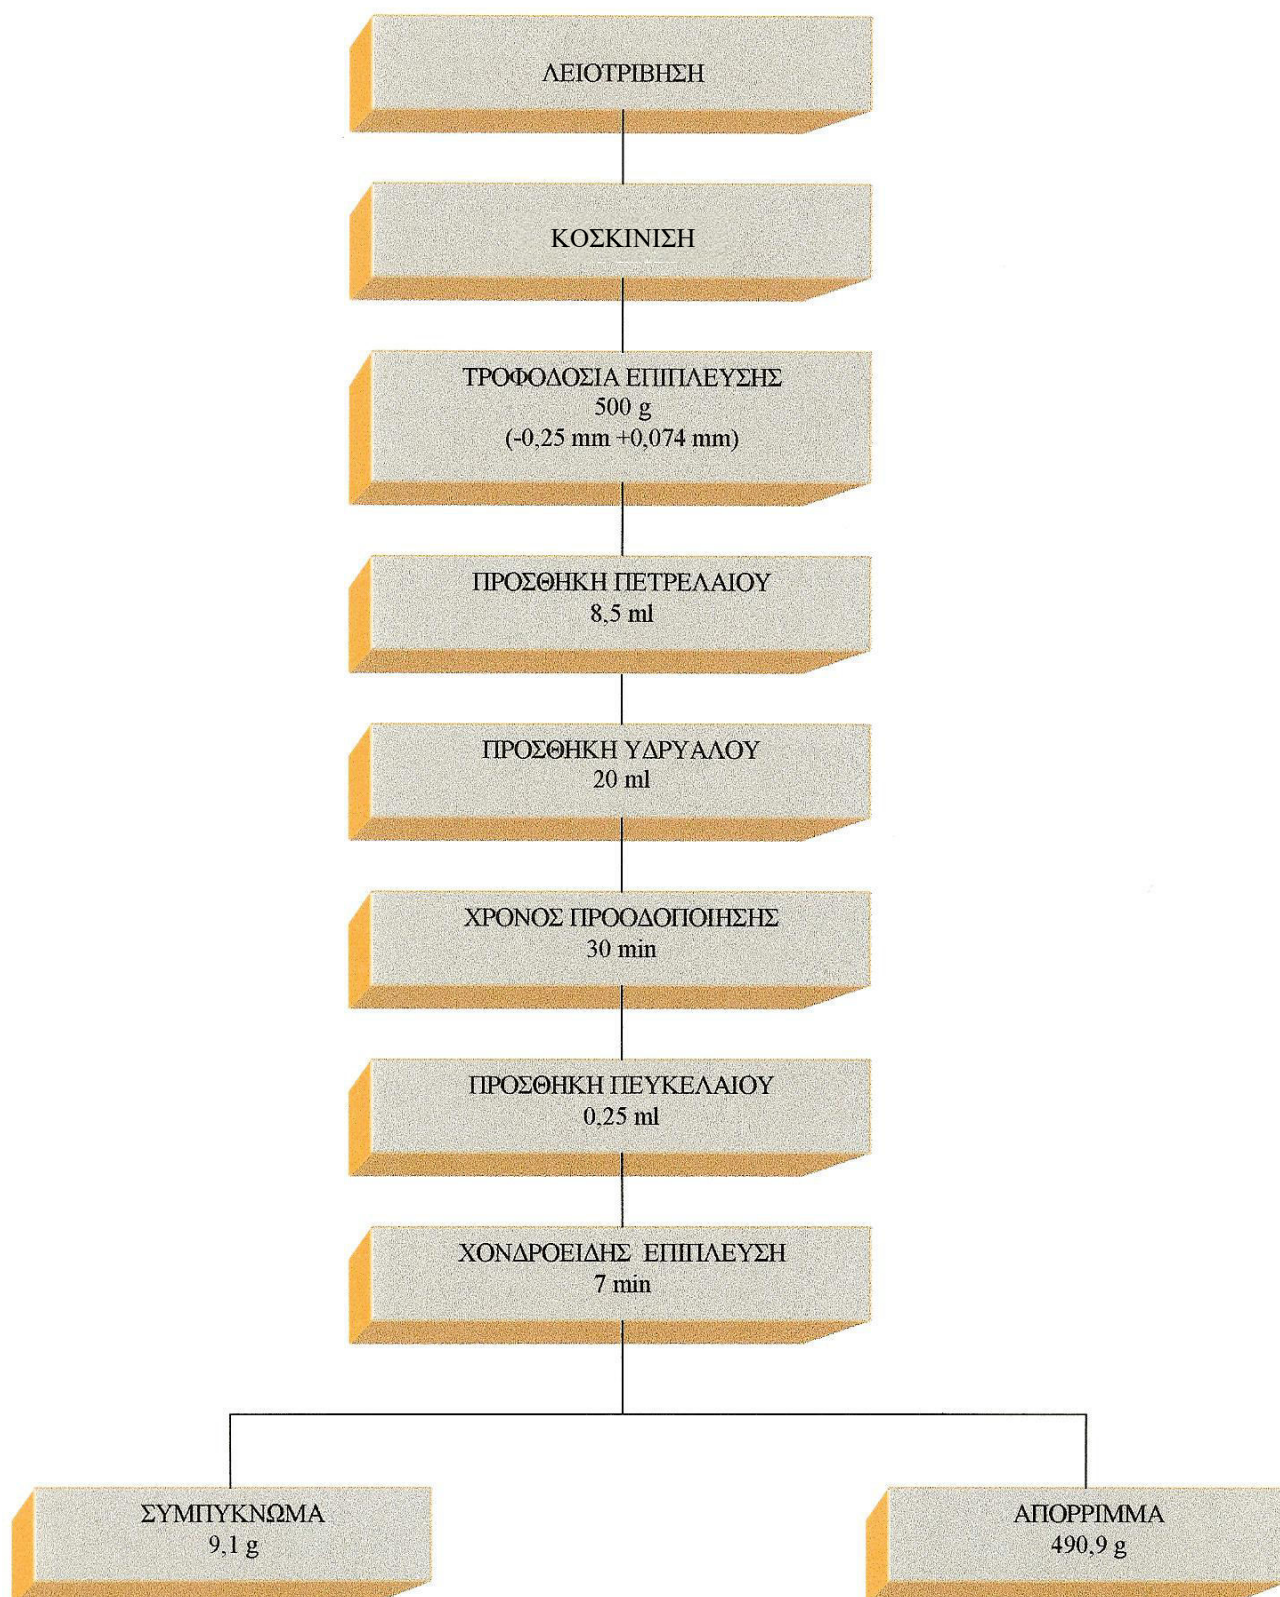 ΛΕΙΟΤΡΙΒΗΣΗ
ΚΟΣΚΙΝΙΣΗ
ΤΡΟΦΟΔΟΣΙΑ ΕΠΙΠΛΕΥΣΗΣ
500 g
(-0,25 mm +0,074 mm)
ΠΡΟΣΘΗΚΗ ΠΕΤΡΕΛΑΙΟΥ
8,5 ml
ΠΡΟΣΘΗΚΗ ΥΔΡΥΑΛΟΥ
20 ml
ΧΡΟΝΟΣ ΠΡΟΟΔΟΠΟΙΗΣΗΣ
30 min
ΠΡΟΣΘΗΚΗ ΠΕΥΚΕΛΑΙΟΥ
0,25 ml
ΧΟΝΔΡΟΕΙΔΗΣ ΕΠΙΠΛΕΥΣΗ
7 min
ΣΥΜΠΥΚΝΩΜΑ
9,1 g
ΑΠΟΡΡΙΜΜΑ
490,9 g